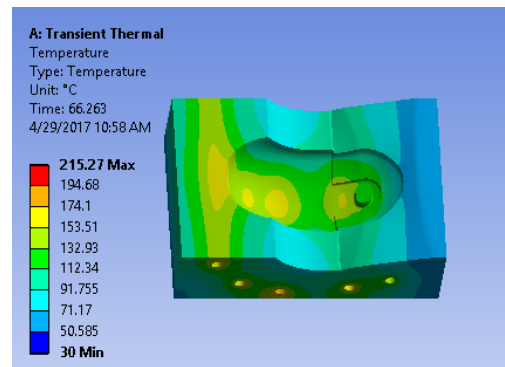 A: Transient Thermal
Temperature
Type: Temperature
Unit: °C
Time: 66.263
4/29/2017 10:58 AM
215.27 Max
194.68
174.1
153.51
132.93
112.34
91.755
71.17
50.585
30 Min